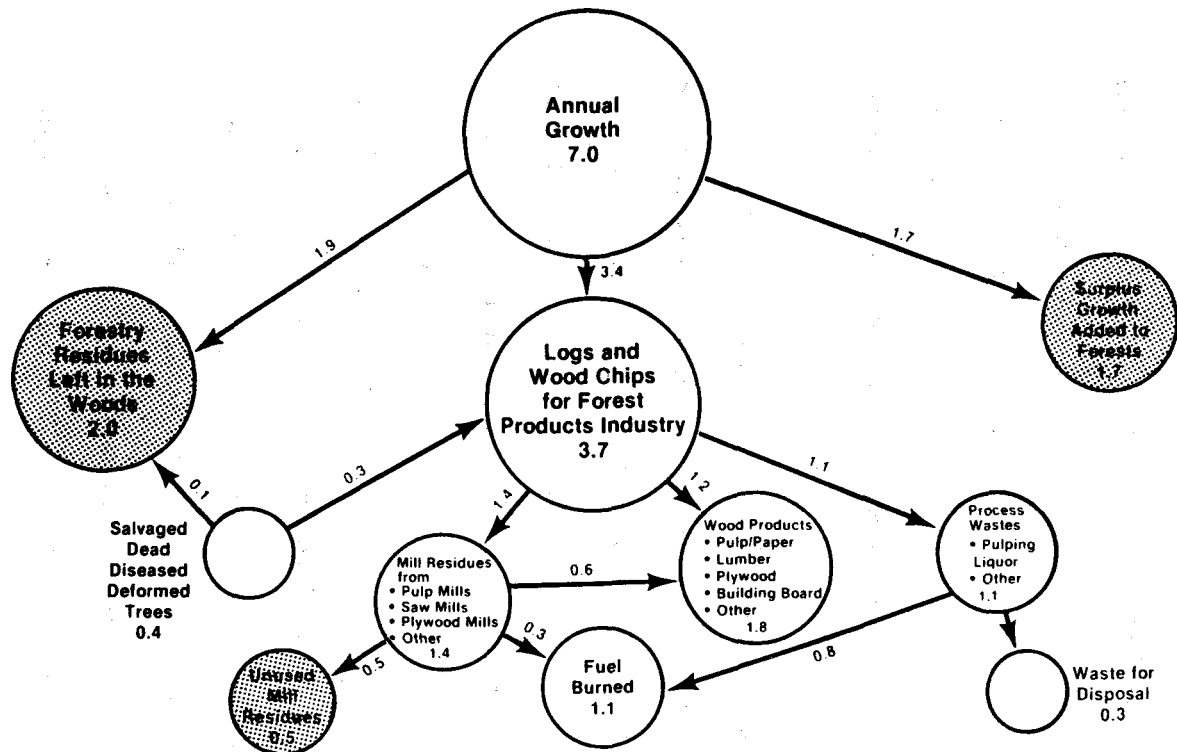 Annual
Growth
7.0
1.9
3.4
1.7
Forestry
Residues
Left in the
Woods
2.0
Surplus
Growth
Added to
Forests
1.7
Logs and
Wood Chips
for Forest
Products Industry
3.7
0.1
0.3
1.4
1.2
1.1
Salvaged
Dead
Diseased
Deformed
Trees
0.4
Mill Residues
from
• Pulp Mills
• Saw Mills
• Plywood Mills
• Other
1.4
0.6
Wood Products
• Pulp/Paper
• Lumber
• Plywood
• Building Board
• Other
1.8
Process
Wastes
• Pulping
Liquor
• Other
1.1
0.5
0.3
0.8
Unused
Mill
Residues
0.5
Fuel
Burned
1.1
Waste for
Disposal
0.3